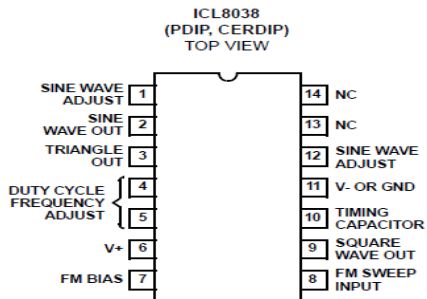 ICL8038
(PDIP, CERDIP)
TOP VIEW
SINE WAVE
ADJUST
1
SINE
WAVE OUT
2
TRIANGLE
OUT
3
DUTY CYCLE
FREQUENCY
ADJUST
4
5
V+
6
FM BIAS
7
14
NC
13
NC
12
SINE WAVE
ADJUST
11
V- OR GND
10
TIMING
CAPACITOR
9
SQUARE
WAVE OUT
8
FM SWEEP
INPUT